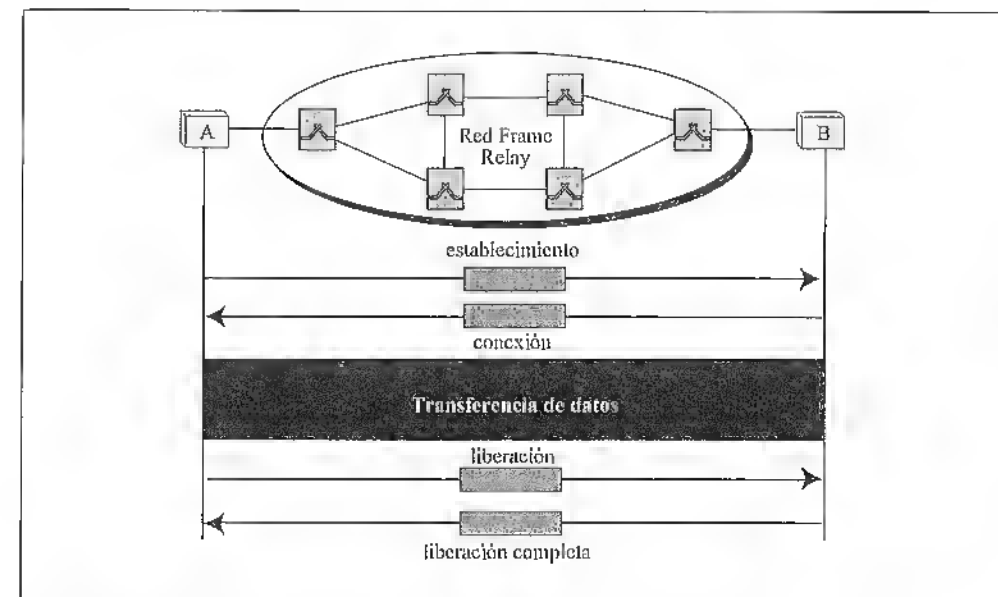 A
Red Frame
Relay
B
establecimiento
conexión
Transferencia de datos
liberación
liberación completa